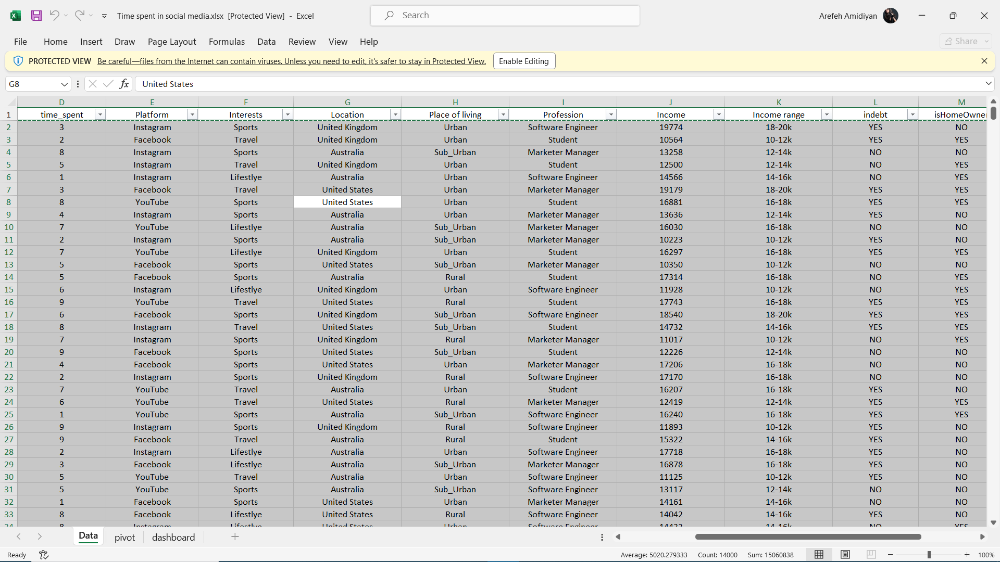 Time spent in social media.xlsx [Protected View] - Excel
Search
Arefeh Amidiyan
File Home Insert Draw Page Layout Formulas Data Review View Help
Share
PROTECTED VIEW Be careful—files from the Internet can contain viruses. Unless you need to edit, it's safer to stay in Protected View. Enable Editing
G8 fx United States
D E F G H I J K L M
1 time_spent Platform Interests Location Place of living Profession Income Income range indebt isHomeOwner
2 3 Instagram Sports United Kingdom Urban Software Engineer 19774 18-20k YES NO
3 2 Facebook Travel United Kingdom Urban Student 10564 10-12k YES YES
4 8 Instagram Sports Australia Sub_Urban Marketer Manager 13258 12-14k NO NO
5 5 Instagram Travel United Kingdom Urban Student 12500 12-14k NO YES
6 1 Instagram Lifestlye Australia Urban Software Engineer 14566 14-16k NO YES
7 3 Facebook Travel United States Urban Marketer Manager 19179 18-20k YES YES
8 8 YouTube Sports United States Urban Student 16881 16-18k YES YES
9 4 Instagram Sports Australia Urban Marketer Manager 13636 12-14k YES NO
10 7 YouTube Lifestlye Australia Sub_Urban Marketer Manager 16030 16-18k NO NO
11 2 Instagram Sports Australia Sub_Urban Marketer Manager 10223 10-12k YES NO
12 7 YouTube Lifestlye United Kingdom Urban Student 16297 16-18k YES YES
13 5 Facebook Sports United States Sub_Urban Marketer Manager 10350 10-12k NO NO
14 5 Facebook Sports Australia Rural Student 17314 16-18k NO YES
15 6 Instagram Lifestlye United Kingdom Urban Software Engineer 11928 10-12k NO YES
16 9 YouTube Travel United States Rural Student 17743 16-18k YES YES
17 6 Facebook Sports United Kingdom Sub_Urban Software Engineer 18540 18-20k YES YES
18 8 Instagram Travel United States Sub_Urban Student 14732 14-16k YES YES
19 7 Instagram Sports United Kingdom Rural Marketer Manager 11017 10-12k NO YES
20 9 Facebook Sports United States Sub_Urban Student 12226 12-14k NO NO
21 4 Facebook Sports United States Urban Marketer Manager 17206 16-18k NO NO
22 2 Instagram Sports United Kingdom Rural Software Engineer 17170 16-18k NO NO
23 7 YouTube Travel Australia Urban Student 16207 16-18k YES NO
24 6 YouTube Travel United States Rural Marketer Manager 12419 12-14k YES YES
25 1 YouTube Sports Australia Sub_Urban Software Engineer 16240 16-18k YES YES
26 9 Instagram Sports United Kingdom Rural Software Engineer 11893 10-12k YES NO
27 9 Facebook Travel Australia Rural Student 15322 14-16k YES NO
28 2 Instagram Lifestlye Australia Urban Software Engineer 17718 16-18k YES NO
29 3 Facebook Lifestlye Australia Sub_Urban Marketer Manager 16878 16-18k YES NO
30 5 YouTube Travel Australia Urban Software Engineer 11125 10-12k YES NO
31 5 YouTube Sports Australia Sub_Urban Software Engineer 13117 12-14k NO NO
32 1 Facebook Sports United States Urban Marketer Manager 14161 14-16k NO NO
33 8 Facebook Lifestlye United States Rural Student 14042 14-16k YES NO
Data pivot dashboard
Ready Average: 5020.279333 Count: 14000 Sum: 15060838 100%